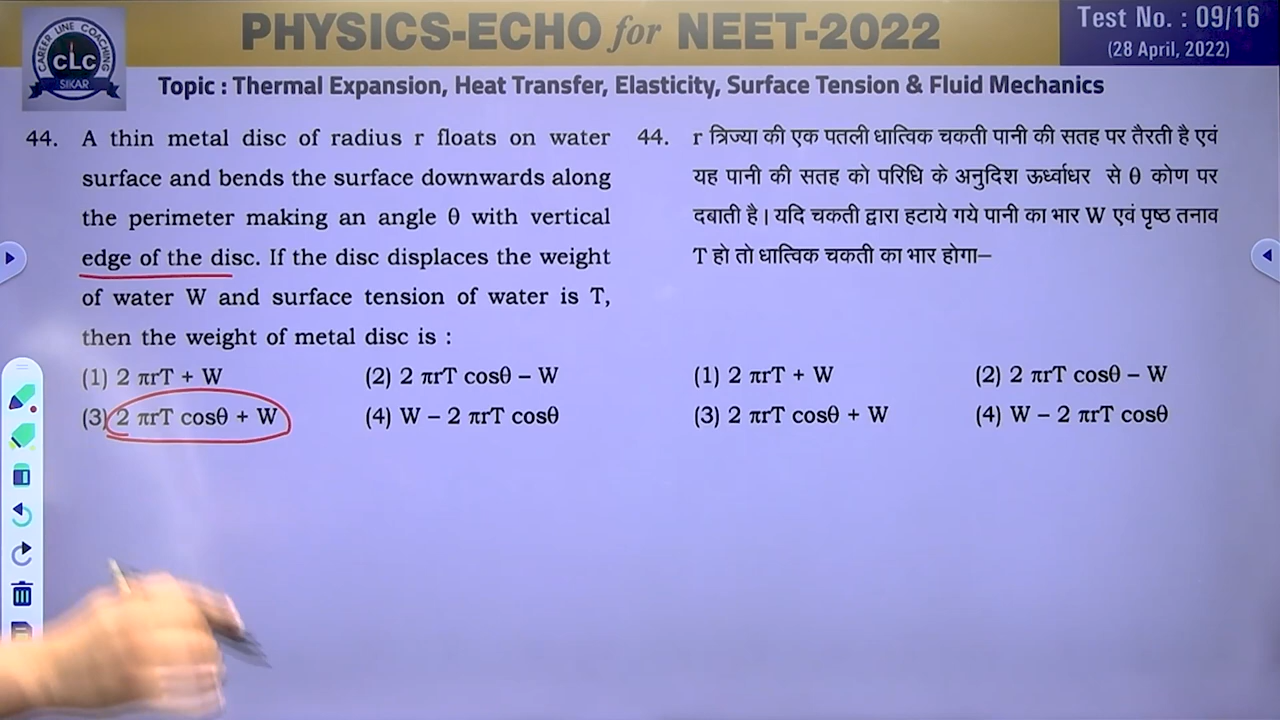 CAREER LINE COACHING
CLC
SIKAR
PHYSICS-ECHO for NEET-2022
Test No. : 09/16
(28 April, 2022)
Topic : Thermal Expansion, Heat Transfer, Elasticity, Surface Tension & Fluid Mechanics
44. A thin metal disc of radius r floats on water
surface and bends the surface downwards along
the perimeter making an angle θ with vertical
edge of the disc. If the disc displaces the weight
of water W and surface tension of water is T,
then the weight of metal disc is :
(1) 2 πrT + W (2) 2 πrT cosθ – W
(3) 2 πrT cosθ + W (4) W – 2 πrT cosθ
44. r त्रिज्या की एक पतली धात्विक चकती पानी की सतह पर तैरती है एवं
यह पानी की सतह को परिधि के अनुदिश ऊर्ध्वाधर से θ कोण पर
दबाती है। यदि चकती द्वारा हटाये गये पानी का भार W एवं पृष्ठ तनाव
T हो तो धात्विक चकती का भार होगा–
(1) 2 πrT + W (2) 2 πrT cosθ – W
(3) 2 πrT cosθ + W (4) W – 2 πrT cosθ